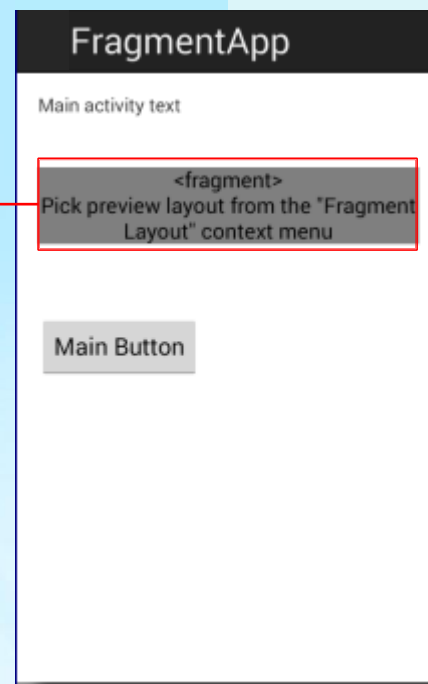 FragmentApp
Main activity text
<fragment>
Pick preview layout from the "Fragment
Layout" context menu
Main Button